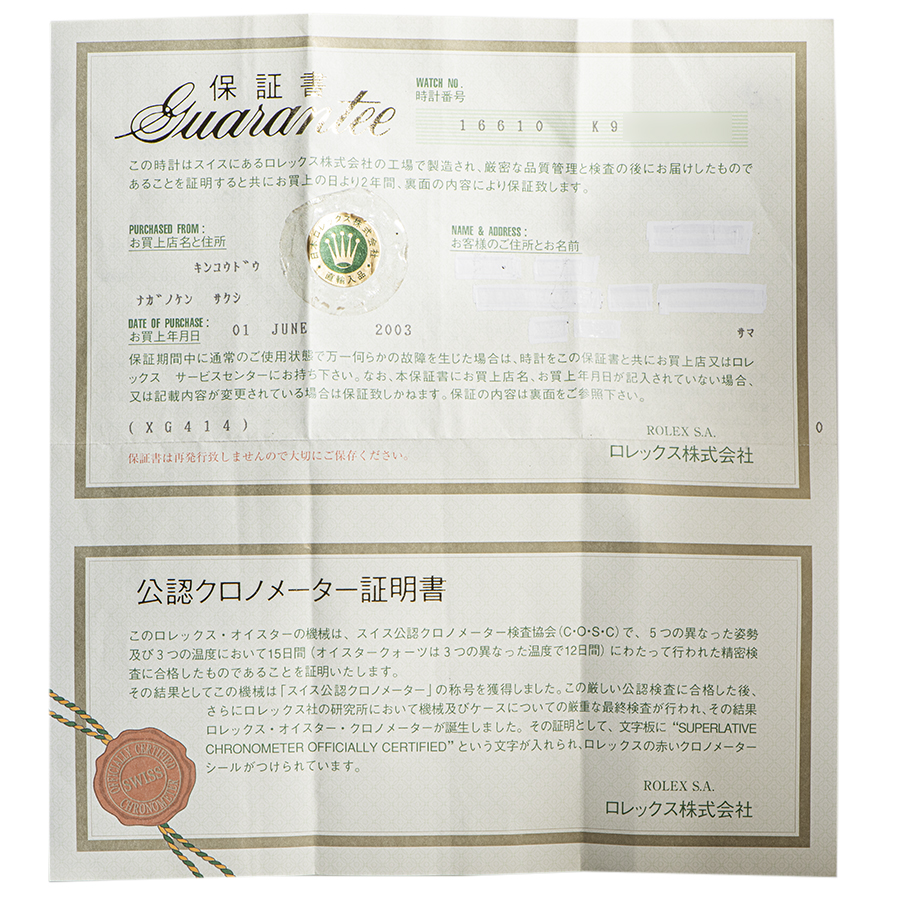 保証書
Guarantee
WATCH NO.
時計番号
16610 K9
この時計はスイスにあるロレックス株式会社の工場で製造され、厳密な品質管理と検査の後にお届けしたもので
あることを証明すると共にお買上の日より2年間、裏面の内容により保証致します。
PURCHASED FROM :
お買上店名と住所
キンコウドウ
ナガノケン サクシ
日本ロレックス株式会社
直輸入品
NAME & ADDRESS :
お客様のご住所とお名前
サマ
DATE OF PURCHASE :
お買上年月日
01 JUNE 2003
保証期間中に通常のご使用状態で万一何らかの故障を生じた場合は、時計をこの保証書と共にお買上店又はロレ
ックス サービスセンターにお持ち下さい。なお、本保証書にお買上店名、お買上年月日が記入されていない場合、
又は記載内容が変更されている場合は保証致しかねます。保証の内容は裏面をご参照下さい。
(XG414)
ROLEX S.A.
ロレックス株式会社
0
保証書は再発行致しませんので大切にご保存ください。
公認クロノメーター証明書
このロレックス・オイスターの機械は、スイス公認クロノメーター検査協会(C・O・S・C)で、5つの異なった姿勢
及び3つの温度において15日間(オイスタークォーツは3つの異なった温度で12日間)にわたって行われた精密検
査に合格したものであることを証明いたします。
その結果としてこの機械は「スイス公認クロノメーター」の称号を獲得しました。この厳しい公認検査に合格した後、
さらにロレックス社の研究所において機械及びケースについての厳重な最終検査が行われ、その結果
ロレックス・オイスター・クロノメーターが誕生しました。その証明として、文字板に“SUPERLATIVE
CHRONOMETER OFFICIALLY CERTIFIED”という文字が入れられ、ロレックスの赤いクロノメーター
シールがつけられています。
OFFICIALLY CERTIFIED
SWISS
CHRONOMETER
ROLEX S.A.
ロレックス株式会社